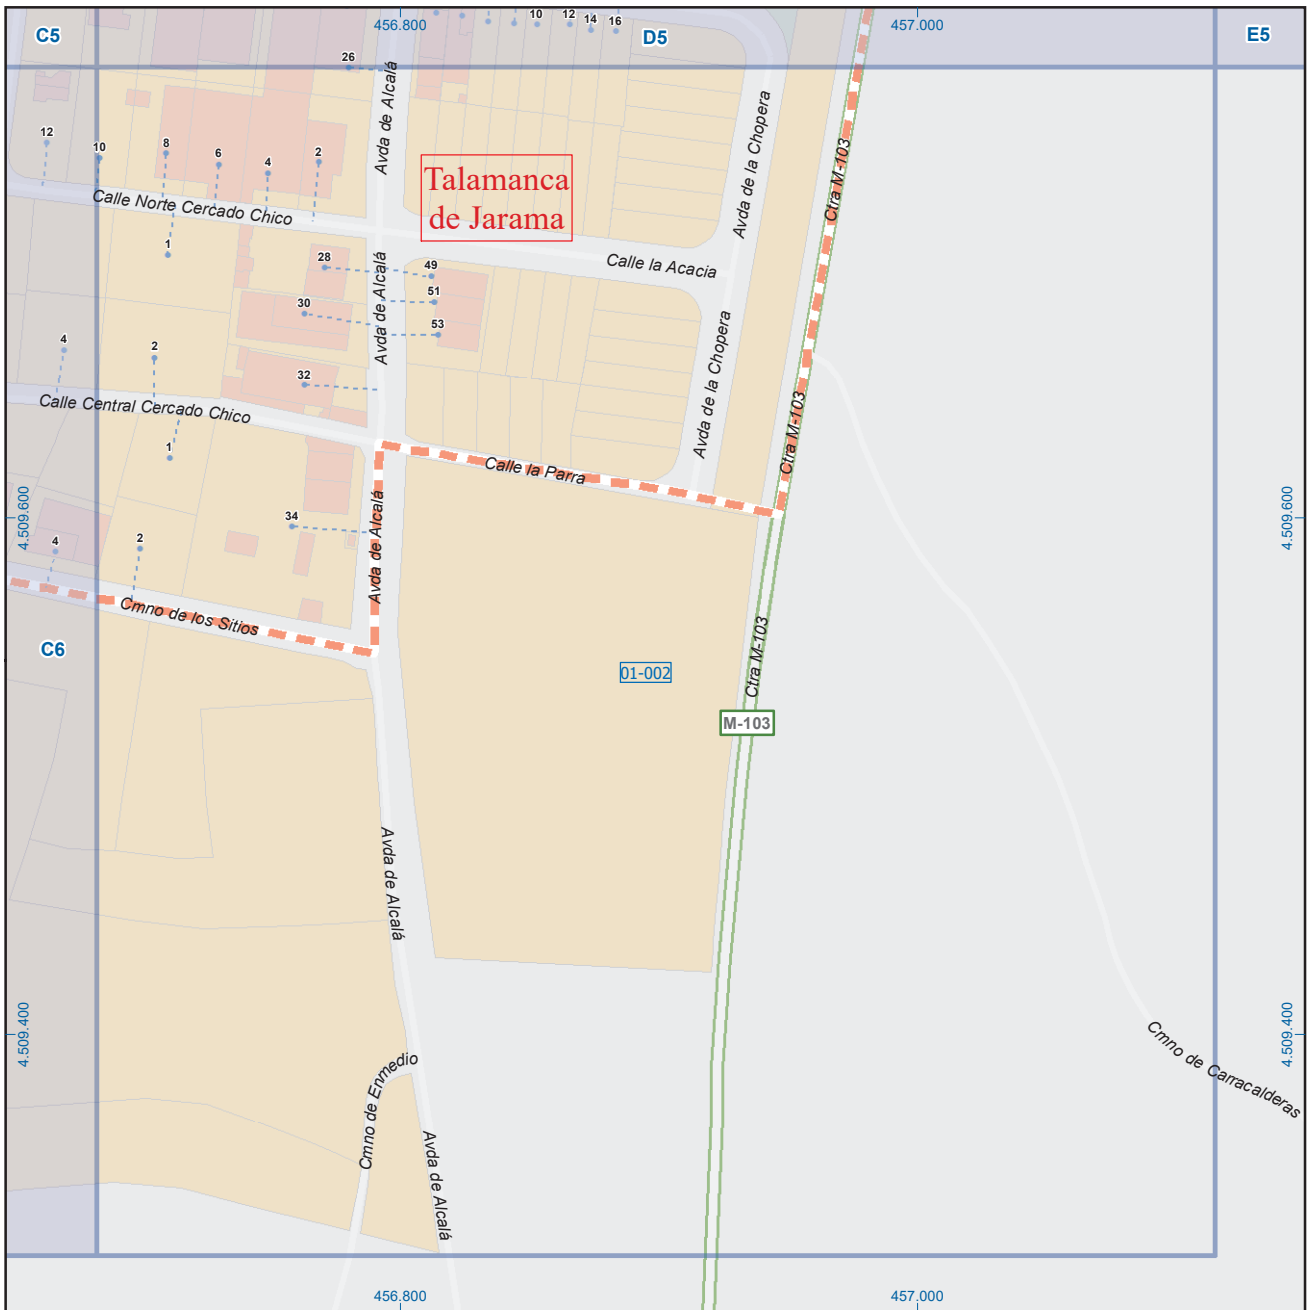 456.800
457.000
C5
D5
E5
10
12
14
16
26
Avda de Alcalá
Avda de la Chopera
Ctra M-103
12
10
8
6
4
2
Talamanca
de Jarama
Calle Norte Cercado Chico
1
28
49
Calle la Acacia
Avda de Alcalá
51
30
53
Avda de la Chopera
4
2
32
Calle Central Cercado Chico
Ctra M-103
1
Calle la Parra
4.509.600
34
Avda de Alcalá
4.509.600
4
2
Cmno de los Sitios
C6
01-002
Ctra M-103
M-103
Avda de Alcalá
4.509.400
4.509.400
Cmno de Carracalderas
Cmno de Enmedio
Avda de Alcalá
456.800
457.000